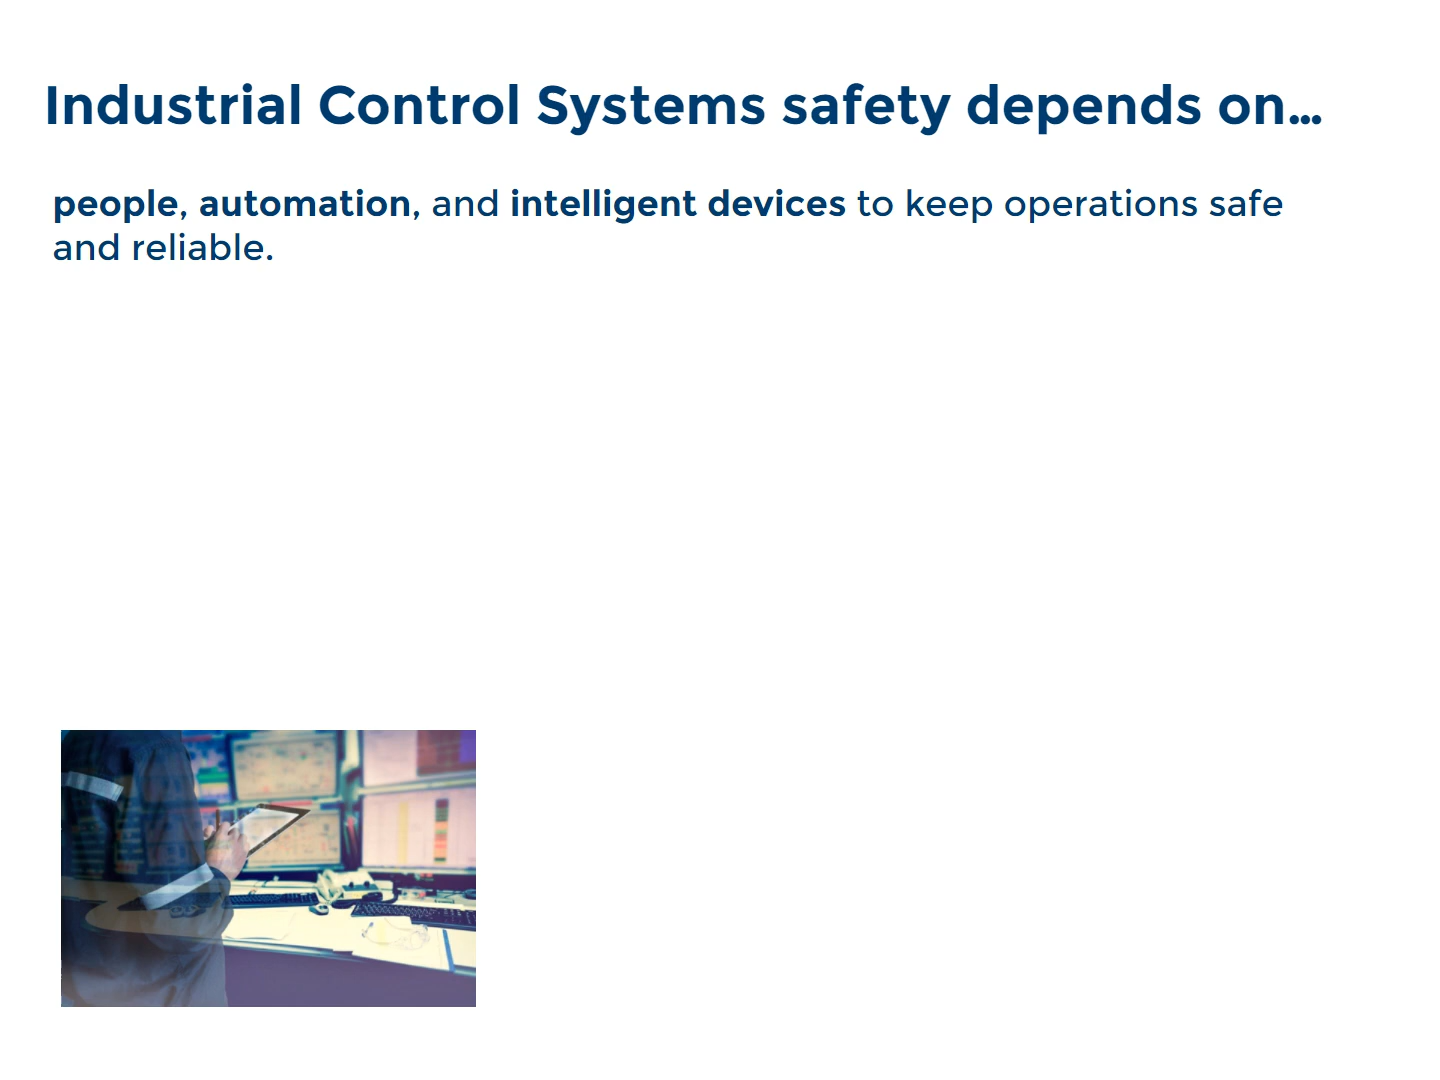 Industrial Control Systems safety depends on…
people, automation, and intelligent devices to keep operations safe
and reliable.